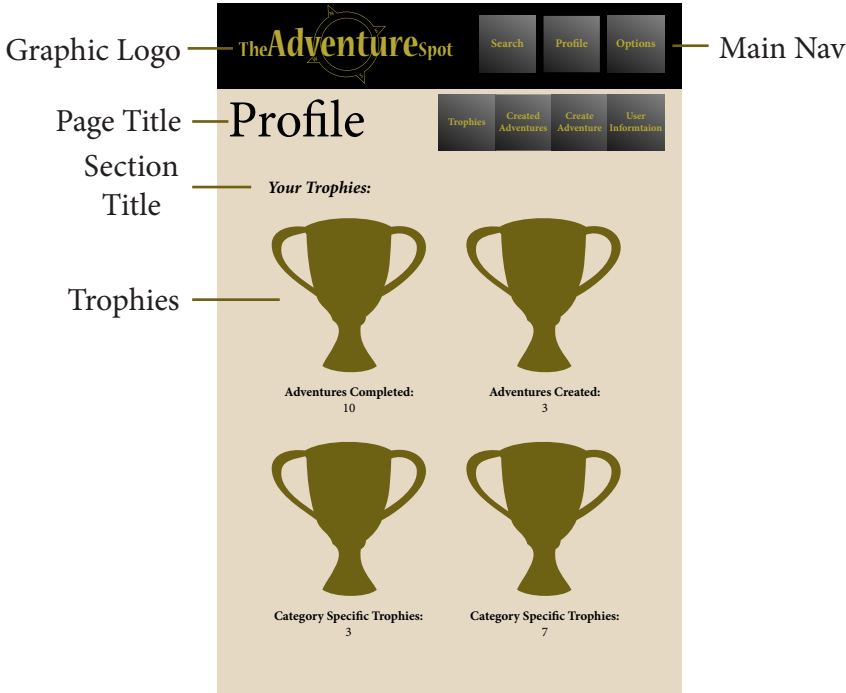 Graphic Logo
TheAdventureSpot
Search
Profile
Options
Main Nav
Page Title
Profile
Trophies
Created
Adventures
Create
Adventure
User
Informtaion
Section
Title
Your Trophies:
Trophies
Adventures Completed:
10
Adventures Created:
3
Category Specific Trophies:
3
Category Specific Trophies:
7